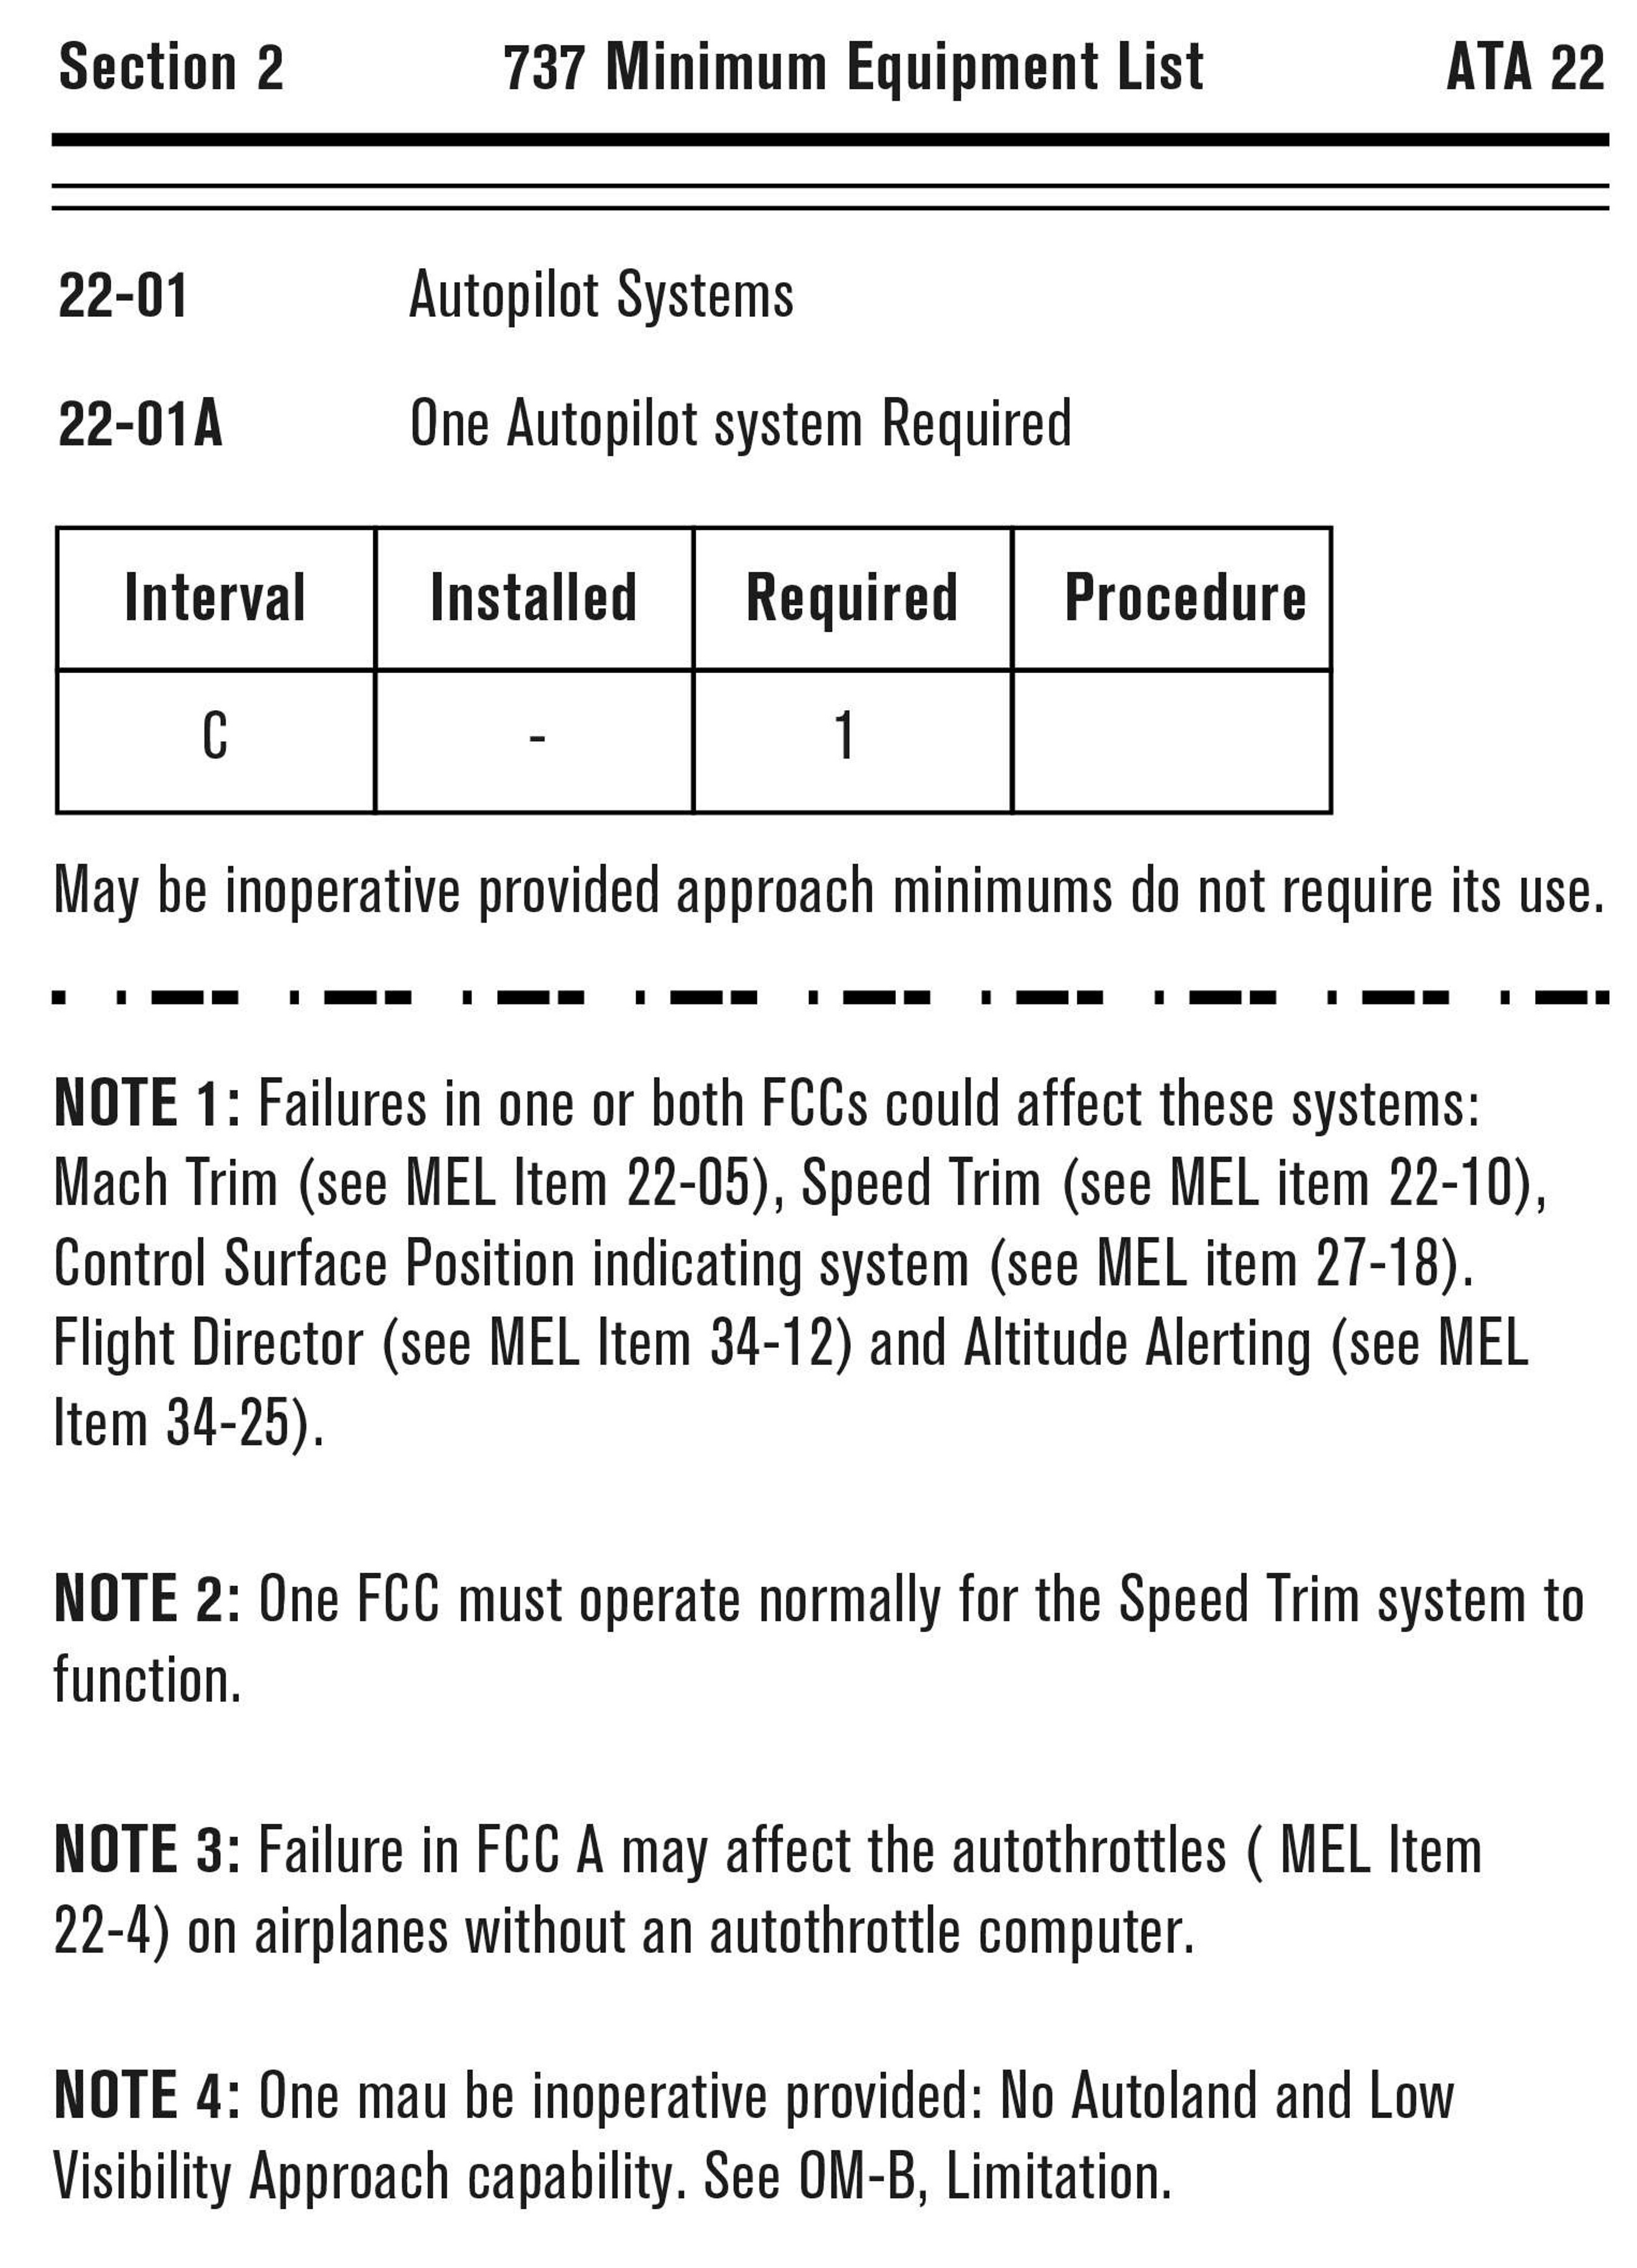 Section 2 737 Minimum Equipment List ATA 22
22-01 Autopilot Systems
22-01A One Autopilot system Required
Interval Installed Required Procedure
C - 1
May be inoperative provided approach minimums do not require its use.
NOTE 1: Failures in one or both FCCs could affect these systems:
Mach Trim (see MEL Item 22-05), Speed Trim (see MEL item 22-10),
Control Surface Position indicating system (see MEL item 27-18).
Flight Director (see MEL Item 34-12) and Altitude Alerting (see MEL
Item 34-25).
NOTE 2: One FCC must operate normally for the Speed Trim system to
function.
NOTE 3: Failure in FCC A may affect the autothrottles ( MEL Item
22-4) on airplanes without an autothrottle computer.
NOTE 4: One mau be inoperative provided: No Autoland and Low
Visibility Approach capability. See OM-B, Limitation.